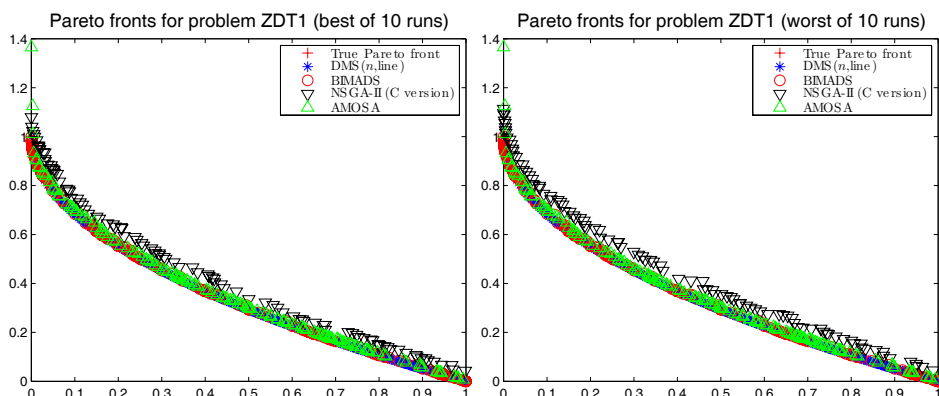 Pareto fronts for problem ZDT1 (best of 10 runs)
1.4
1.2
1
0.8
0.6
0.4
0.2
0
0 0.1 0.2 0.3 0.4 0.5 0.6 0.7 0.8 0.9 1
True Pareto front
DMS(n,line)
BIMADS
NSGA-II (C version)
AMOSA
Pareto fronts for problem ZDT1 (worst of 10 runs)
1.4
1.2
1
0.8
0.6
0.4
0.2
0
0 0.1 0.2 0.3 0.4 0.5 0.6 0.7 0.8 0.9 1
True Pareto front
DMS(n,line)
BIMADS
NSGA-II (C version)
AMOSA